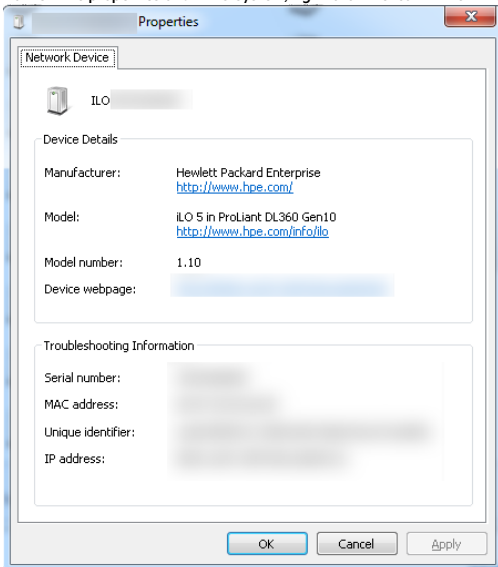 Properties
Network Device
ILO
Device Details
Manufacturer:
Hewlett Packard Enterprise
http://www.hpe.com/
Model:
iLO 5 in ProLiant DL360 Gen10
http://www.hpe.com/info/ilo
Model number:
1.10
Device webpage:
Troubleshooting Information
Serial number:
MAC address:
Unique identifier:
IP address:
OK
Cancel
Apply